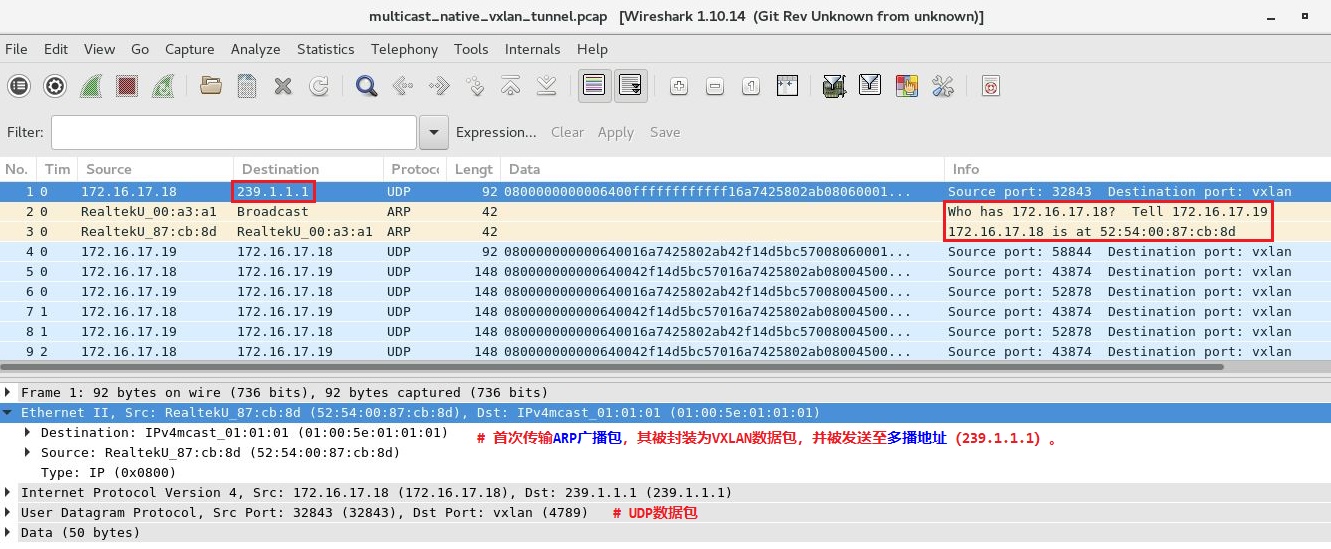 multicast_native_vxlan_tunnel.pcap [Wireshark 1.10.14 (Git Rev Unknown from unknown)]
File Edit View Go Capture Analyze Statistics Telephony Tools Internals Help
Filter: Expression... Clear Apply Save
No. Tim Source Destination Protoco Lengt Data Info
1 0 172.16.17.18 239.1.1.1 UDP 92 0800000000006400ffffffffffff16a7425802ab08060001... Source port: 32843 Destination port: vxlan
2 0 RealtekU_00:a3:a1 Broadcast ARP 42 Who has 172.16.17.18? Tell 172.16.17.19
3 0 RealtekU_87:cb:8d RealtekU_00:a3:a1 ARP 42 172.16.17.18 is at 52:54:00:87:cb:8d
4 0 172.16.17.19 172.16.17.18 UDP 92 080000000000640016a7425802ab42f14d5bc57008060001... Source port: 58844 Destination port: vxlan
5 0 172.16.17.18 172.16.17.19 UDP 148 080000000000640042f14d5bc57016a7425802ab08004500... Source port: 43874 Destination port: vxlan
6 0 172.16.17.19 172.16.17.18 UDP 148 080000000000640016a7425802ab42f14d5bc57008004500... Source port: 52878 Destination port: vxlan
7 1 172.16.17.18 172.16.17.19 UDP 148 080000000000640042f14d5bc57016a7425802ab08004500... Source port: 43874 Destination port: vxlan
8 1 172.16.17.19 172.16.17.18 UDP 148 080000000000640016a7425802ab42f14d5bc57008004500... Source port: 52878 Destination port: vxlan
9 2 172.16.17.18 172.16.17.19 UDP 148 080000000000640042f14d5bc57016a7425802ab08004500... Source port: 43874 Destination port: vxlan
Frame 1: 92 bytes on wire (736 bits), 92 bytes captured (736 bits)
Ethernet II, Src: RealtekU_87:cb:8d (52:54:00:87:cb:8d), Dst: IPv4mcast_01:01:01 (01:00:5e:01:01:01)
Destination: IPv4mcast_01:01:01 (01:00:5e:01:01:01) # 首次传输ARP广播包，其被封装为VXLAN数据包，并被发送至多播地址（239.1.1.1）。
Source: RealtekU_87:cb:8d (52:54:00:87:cb:8d)
Type: IP (0x0800)
Internet Protocol Version 4, Src: 172.16.17.18 (172.16.17.18), Dst: 239.1.1.1 (239.1.1.1)
User Datagram Protocol, Src Port: 32843 (32843), Dst Port: vxlan (4789) # UDP数据包
Data (50 bytes)